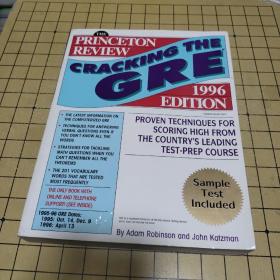 THE
PRINCETON
REVIEW
CRACKING THE
GRE
1996
EDITION
• THE LATEST INFORMATION ON
THE COMPUTERIZED GRE
• TECHNIQUES FOR ANSWERING
VERBAL QUESTIONS EVEN IF
YOU DON'T KNOW ALL THE
WORDS
• STRATEGIES FOR TACKLING
MATH QUESTIONS WHEN YOU
CAN'T REMEMBER ALL THE
THEOREMS
• THE 201 VOCABULARY
WORDS THAT ARE TESTED
MOST FREQUENTLY
THE ONLY BOOK WITH
ONLINE AND TELEPHONE
SUPPORT (SEE INSIDE)
1995-96 GRE Dates:
1995: Oct. 14, Dec. 9
1996: April 13
PROVEN TECHNIQUES FOR
SCORING HIGH FROM
THE COUNTRY'S LEADING
TEST-PREP COURSE
Sample
Test
Included
By Adam Robinson and John Katzman